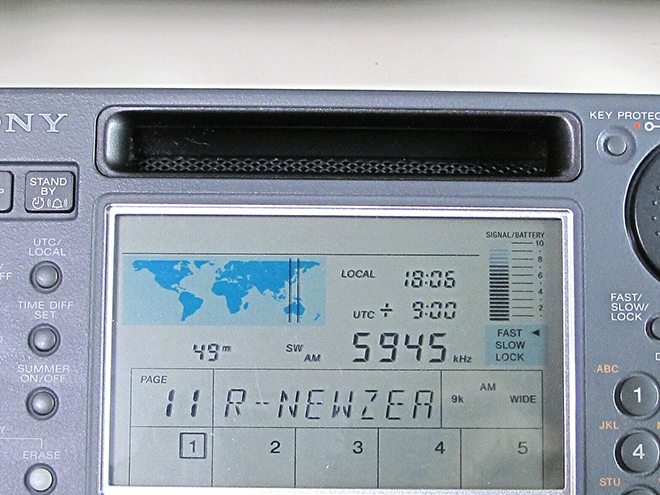 KEY PROTEC
STAND
BY
UTC/
LOCAL
TIME DIFF
SET
SUMMER
ON/OFF
ERASE
SIGNAL/BATTERY
10
8
6
4
2
LOCAL 18:06
UTC ÷ 9:00
FAST
SLOW
LOCK
49m SW AM 5945 kHz
PAGE
11 R-NEWZEA 9k AM WIDE
1 2 3 4 5
FAST/
SLOW/
LOCK
ABC
1
JKL
4
STU